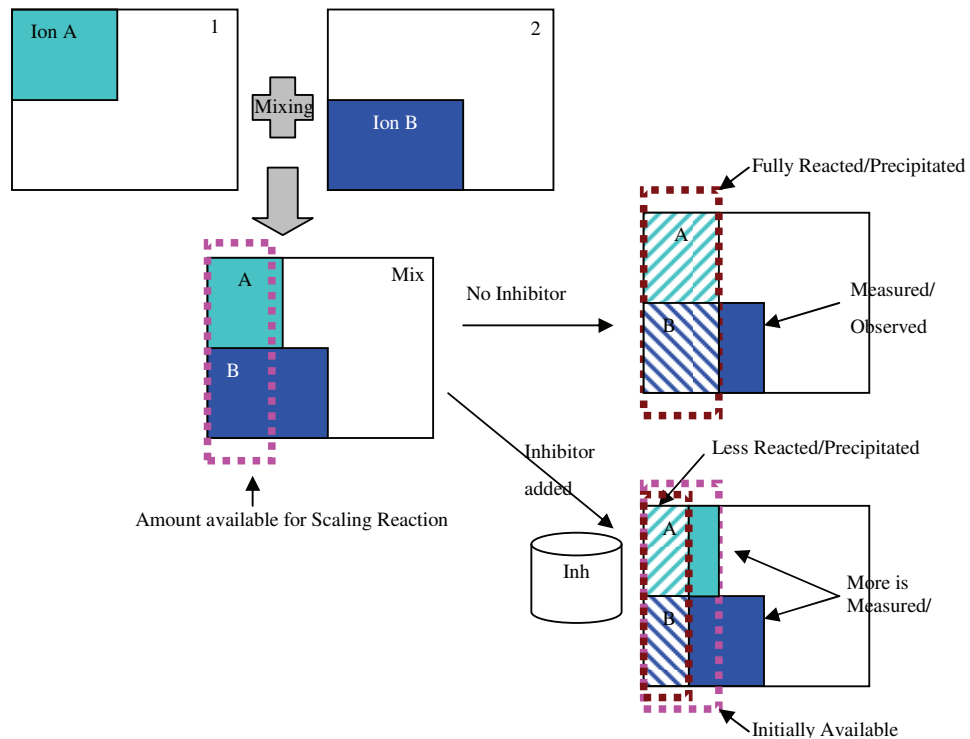 Ion A
1
Mixing
2
Ion B
A
Mix
B
Amount available for Scaling Reaction
No Inhibitor
Inhibitor
added
Inh
Fully Reacted/Precipitated
A
B
Measured/
Observed
Less Reacted/Precipitated
A
B
More is
Measured/
Initially Available